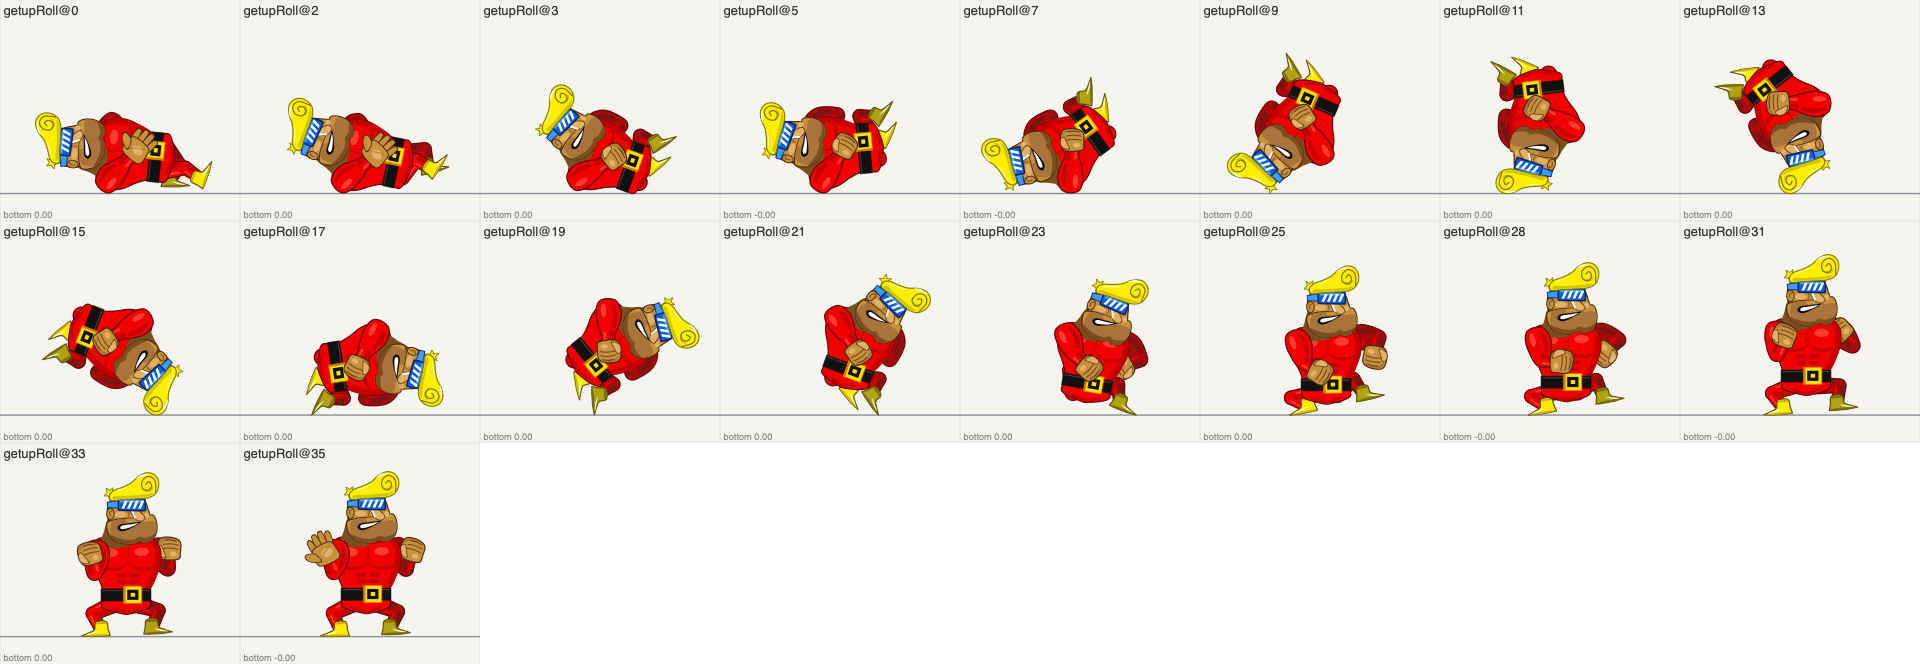 getupRoll@0 getupRoll@2 getupRoll@3 getupRoll@5 getupRoll@7 getupRoll@9 getupRoll@11 getupRoll@13
bottom 0.00 bottom 0.00 bottom 0.00 bottom -0.00 bottom -0.00 bottom 0.00 bottom 0.00 bottom 0.00
getupRoll@15 getupRoll@17 getupRoll@19 getupRoll@21 getupRoll@23 getupRoll@25 getupRoll@28 getupRoll@31
bottom 0.00 bottom 0.00 bottom 0.00 bottom 0.00 bottom 0.00 bottom 0.00 bottom -0.00 bottom -0.00
getupRoll@33 getupRoll@35
bottom 0.00 bottom -0.00